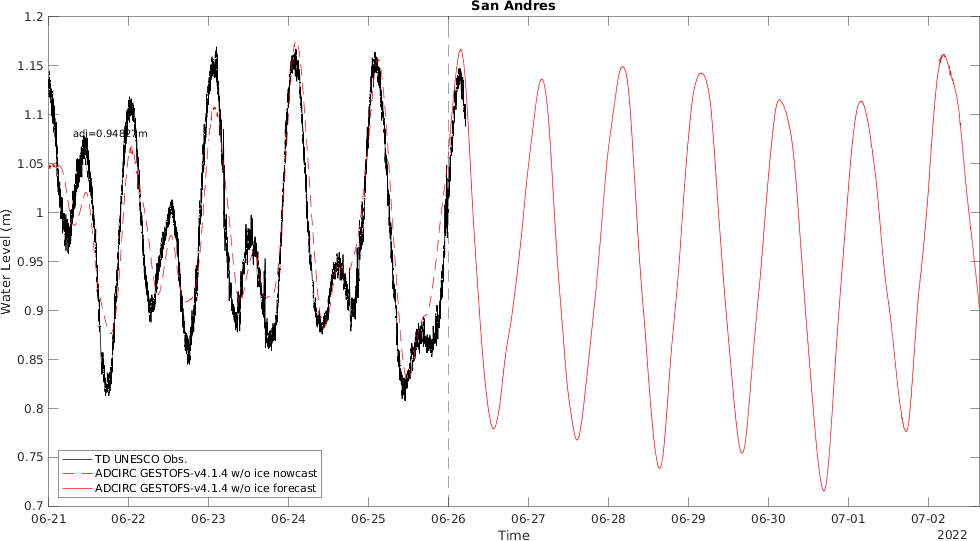 San Andres
1.2
1.15
1.1
1.05
1
0.95
0.9
0.85
0.8
0.75
0.7
Water Level (m)
adj=0.94827m
TD UNESCO Obs.
ADCIRC GESTOFS-v4.1.4 w/o ice nowcast
ADCIRC GESTOFS-v4.1.4 w/o ice forecast
06-21 06-22 06-23 06-24 06-25 06-26 06-27 06-28 06-29 06-30 07-01 07-02
Time
2022